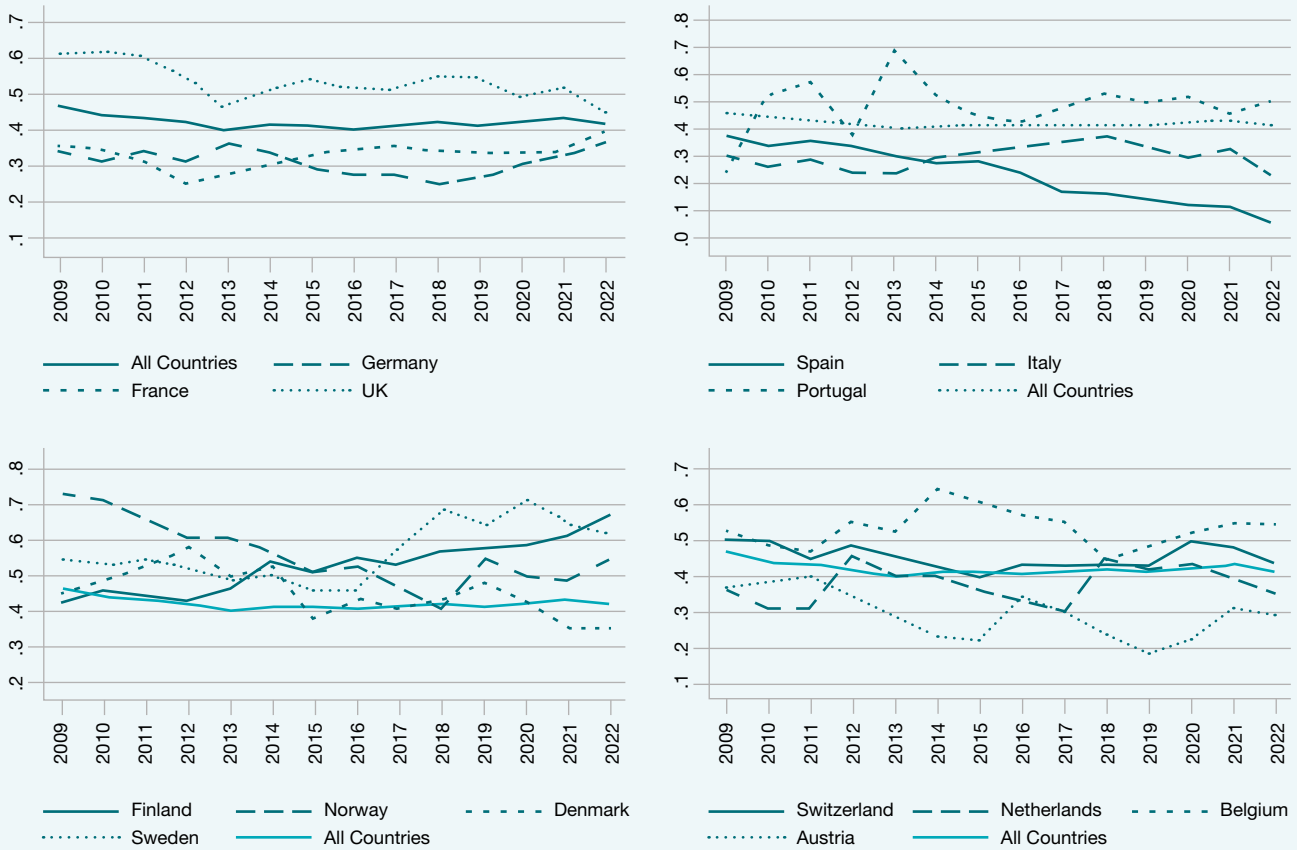 .7
.6
.5
.4
.3
.2
.1
2009 2010 2011 2012 2013 2014 2015 2016 2017 2018 2019 2020 2021 2022
All Countries Germany
France UK
.8
.7
.6
.5
.4
.3
.2
.1
.0
2009 2010 2011 2012 2013 2014 2015 2016 2017 2018 2019 2020 2021 2022
Spain Italy
Portugal All Countries
.8
.7
.6
.5
.4
.3
.2
2009 2010 2011 2012 2013 2014 2015 2016 2017 2018 2019 2020 2021 2022
Finland Norway Denmark
Sweden All Countries
.7
.6
.5
.4
.3
.2
.1
2009 2010 2011 2012 2013 2014 2015 2016 2017 2018 2019 2020 2021 2022
Switzerland Netherlands Belgium
Austria All Countries